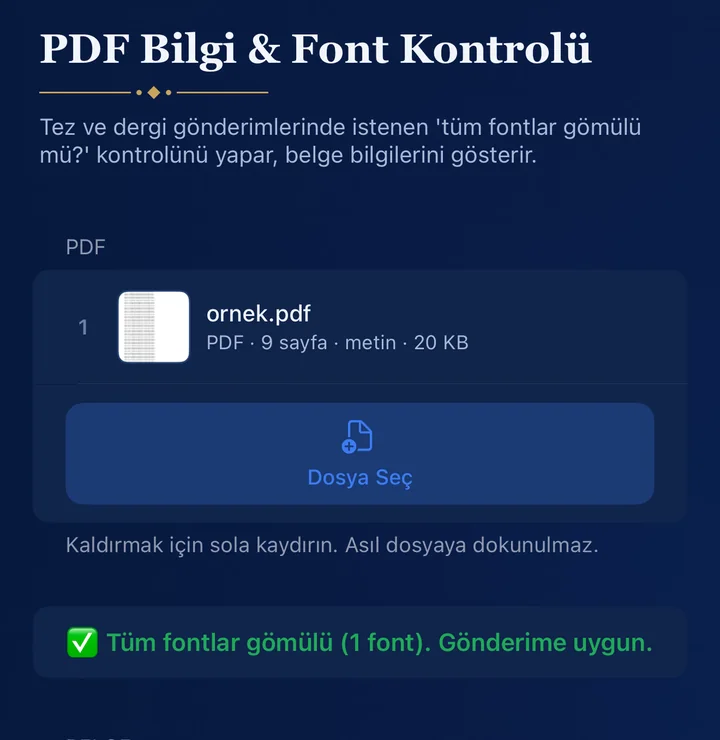 PDF Bilgi & Font Kontrolü
Tez ve dergi gönderimlerinde istenen 'tüm fontlar gömülü
mü?' kontrolünü yapar, belge bilgilerini gösterir.
PDF
1
ornek.pdf
PDF · 9 sayfa · metin · 20 KB
Dosya Seç
Kaldırmak için sola kaydırın. Asıl dosyaya dokunulmaz.
✅ Tüm fontlar gömülü (1 font). Gönderime uygun.